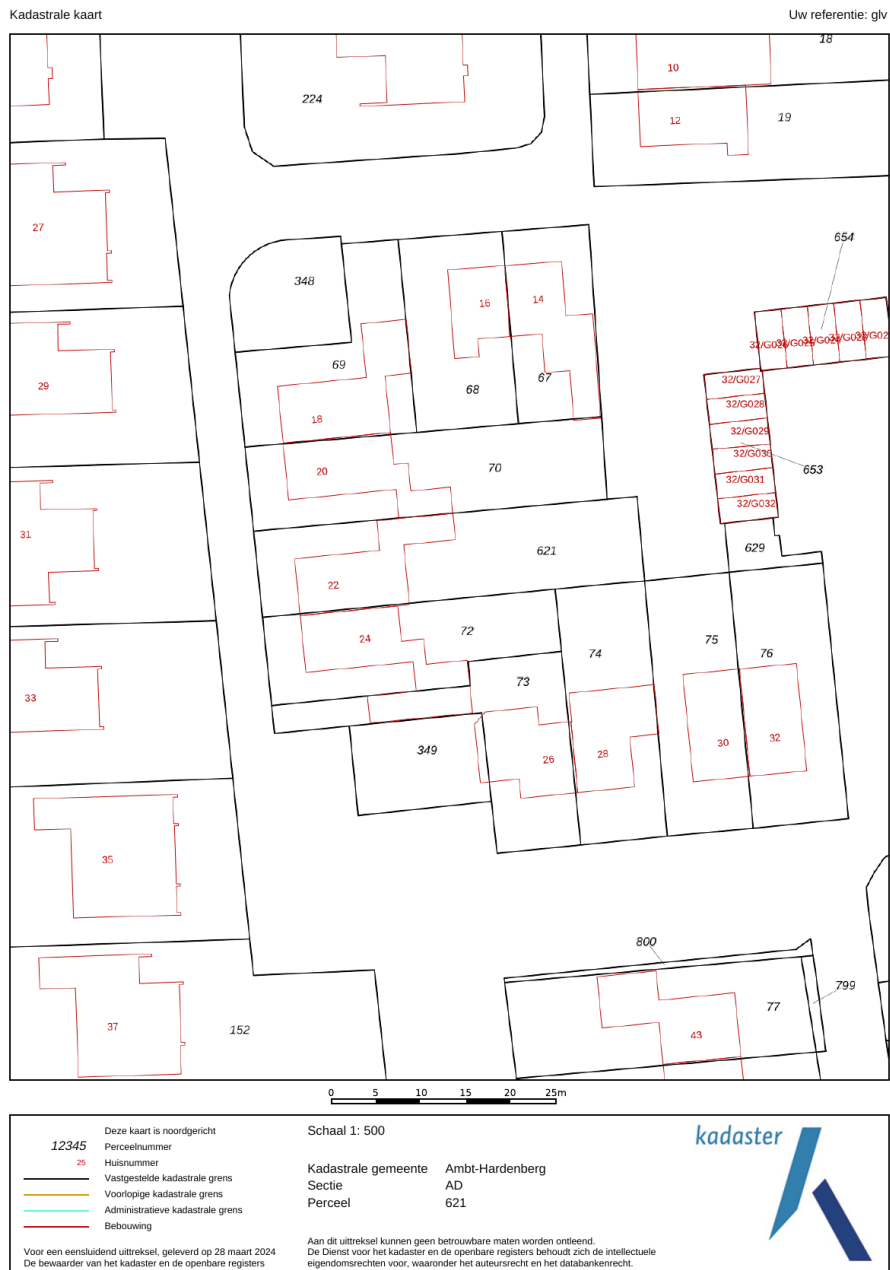 Kadastrale kaart
Uw referentie: glv
18
10
224
12
19
27
654
348
16
14
32/G026
32/G025
32/G024
32/G023
69
32/G027
29
68
67
32/G028
18
32/G029
32/G030
20
70
653
32/G031
32/G032
31
621
629
22
72
24
74
75
76
73
33
349
26
28
30
32
35
800
799
77
37
152
43
0 5 10 15 20 25m
Deze kaart is noordgericht
12345 Perceelnummer
25 Huisnummer
Vastgestelde kadastrale grens
Voorlopige kadastrale grens
Administratieve kadastrale grens
Bebouwing
Voor een eensluidend uittreksel, geleverd op 28 maart 2024
De bewaarder van het kadaster en de openbare registers
Schaal 1: 500
Kadastrale gemeente Ambt-Hardenberg
Sectie AD
Perceel 621
Aan dit uittreksel kunnen geen betrouwbare maten worden ontleend.
De Dienst voor het kadaster en de openbare registers behoudt zich de intellectuele
eigendomsrechten voor, waaronder het auteursrecht en het databankenrecht.
kadaster